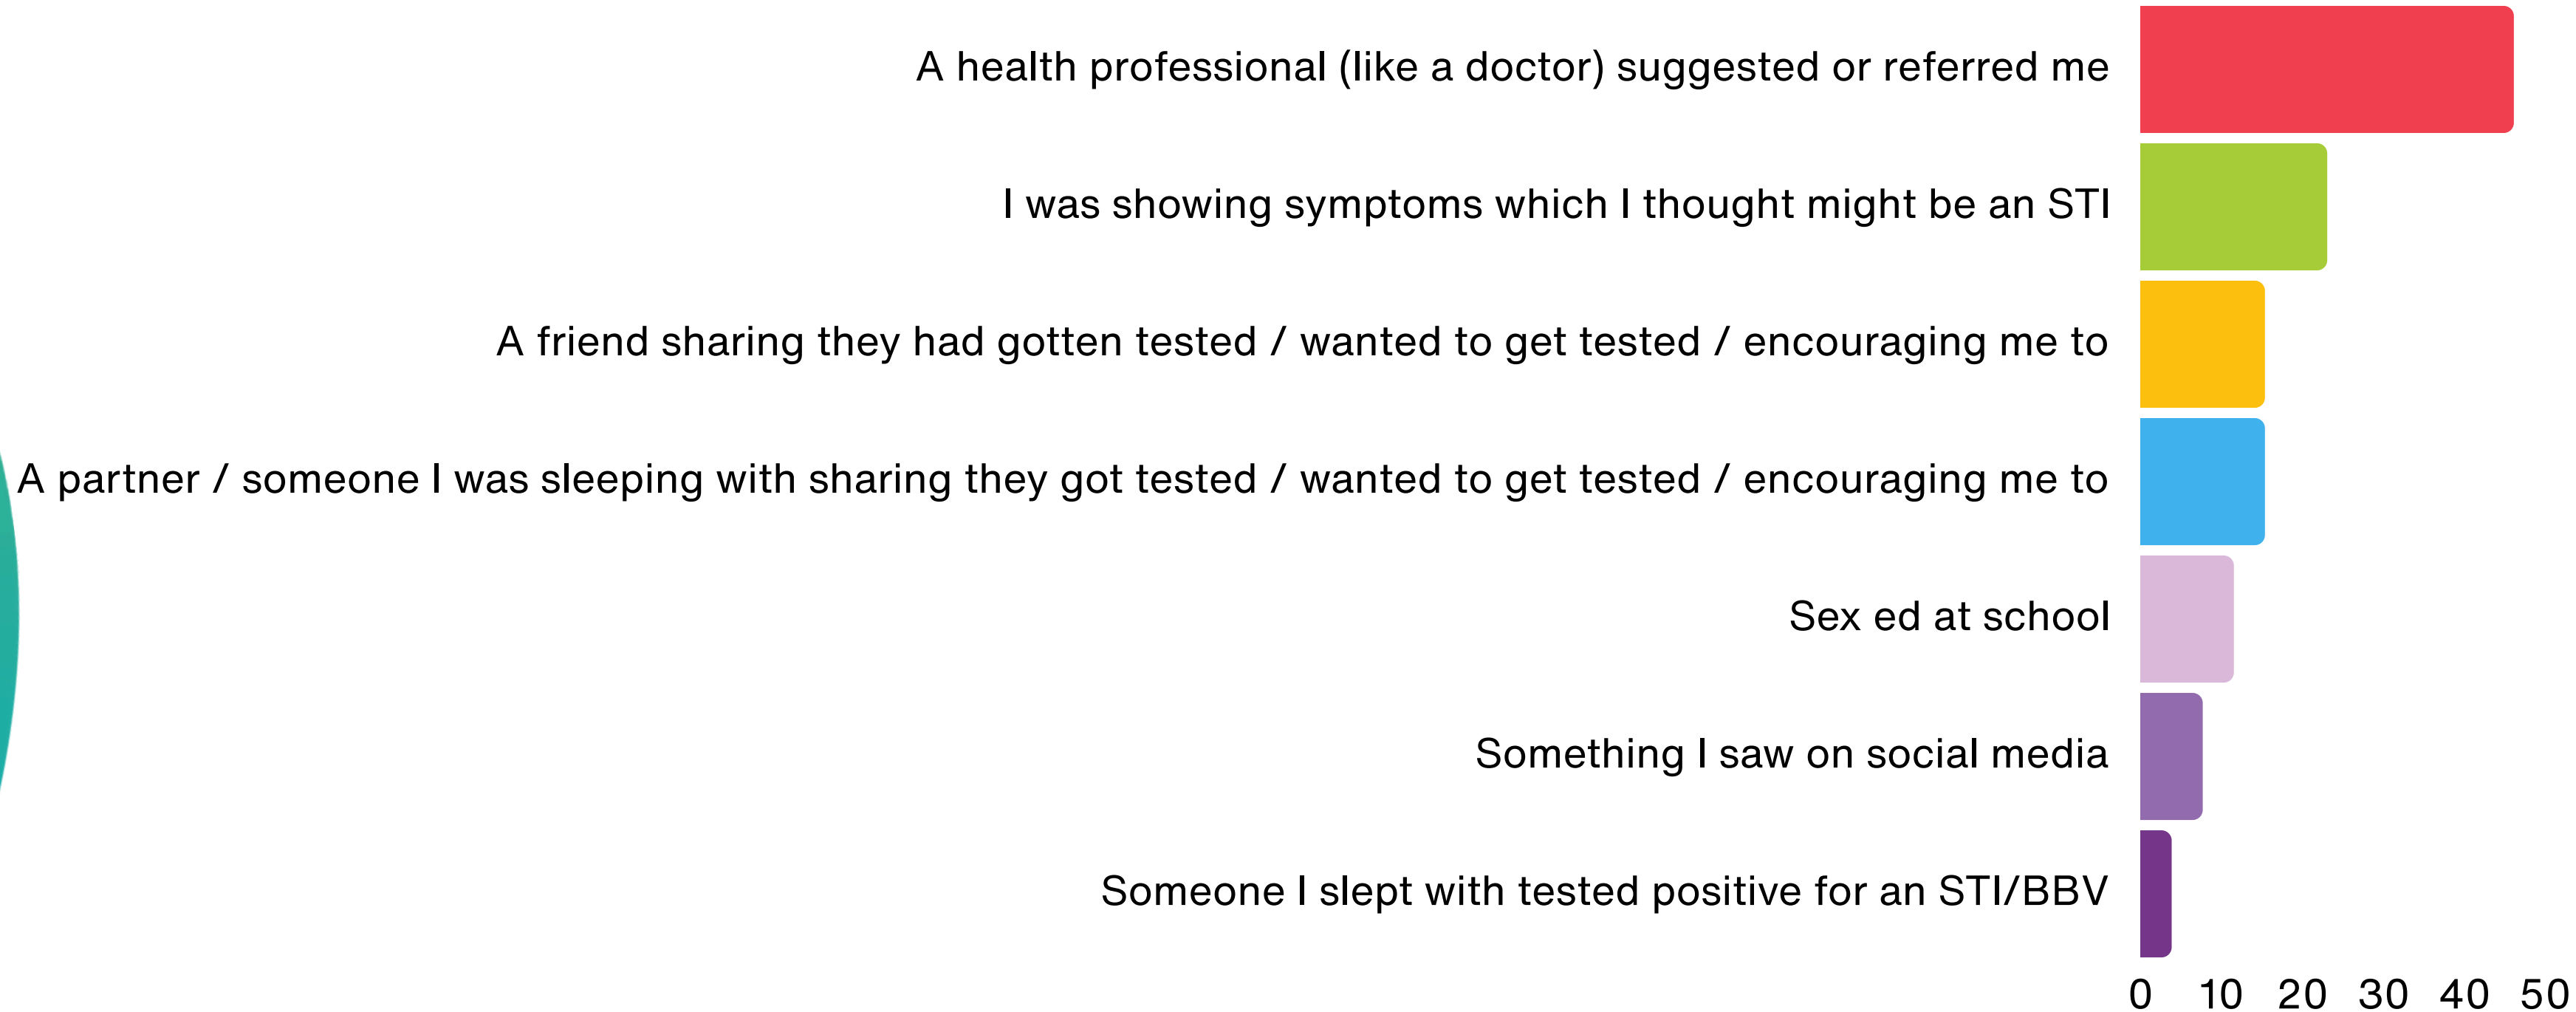 A health professional (like a doctor) suggested or referred me
I was showing symptoms which I thought might be an STI
A friend sharing they had gotten tested / wanted to get tested / encouraging me to
A partner / someone I was sleeping with sharing they got tested / wanted to get tested / encouraging me to
Sex ed at school
Something I saw on social media
Someone I slept with tested positive for an STI/BBV
0 10 20 30 40 50